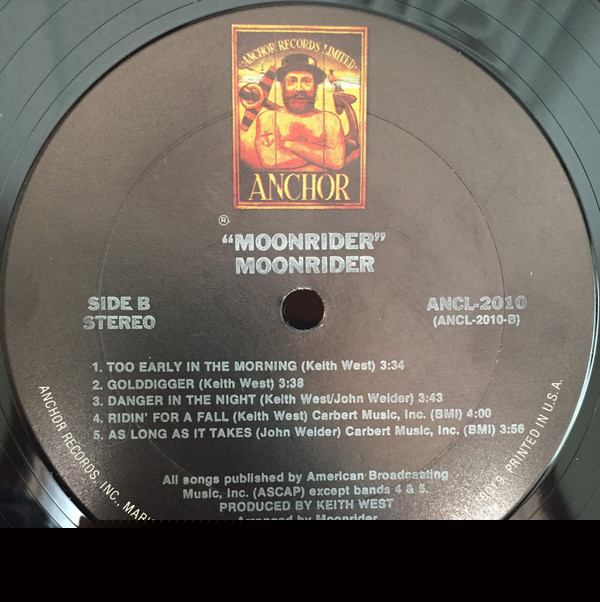 ANCHOR RECORDS LIMITED
ANCHOR
®
“MOONRIDER”
MOONRIDER
SIDE B
STEREO
ANCL-2010
(ANCL-2010-B)
1. TOO EARLY IN THE MORNING (Keith West) 3:34
2. GOLDDIGGER (Keith West) 3:38
3. DANGER IN THE NIGHT (Keith West/John Weider) 3:43
4. RIDIN’ FOR A FALL (Keith West) Carbert Music, Inc. (BMI) 4:00
5. AS LONG AS IT TAKES (John Weider) Carbert Music, Inc. (BMI) 3:56
All songs published by American Broadcasting
Music, Inc. (ASCAP) except bands 4 & 5.
PRODUCED BY KEITH WEST
Arranged by Moonrider
ANCHOR RECORDS, INC.
PRINTED IN U.S.A.